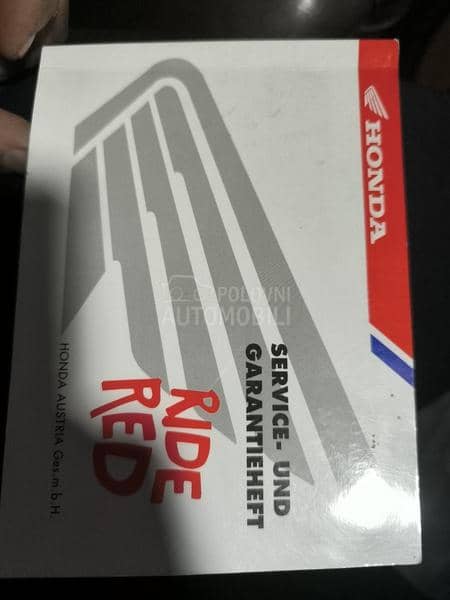 HONDA
SERVICE- UND
GARANTIEHEFT
RIDE
RED
HONDA AUSTRIA Ges.m.b.H.
POLOVNI
AUTOMOBILI